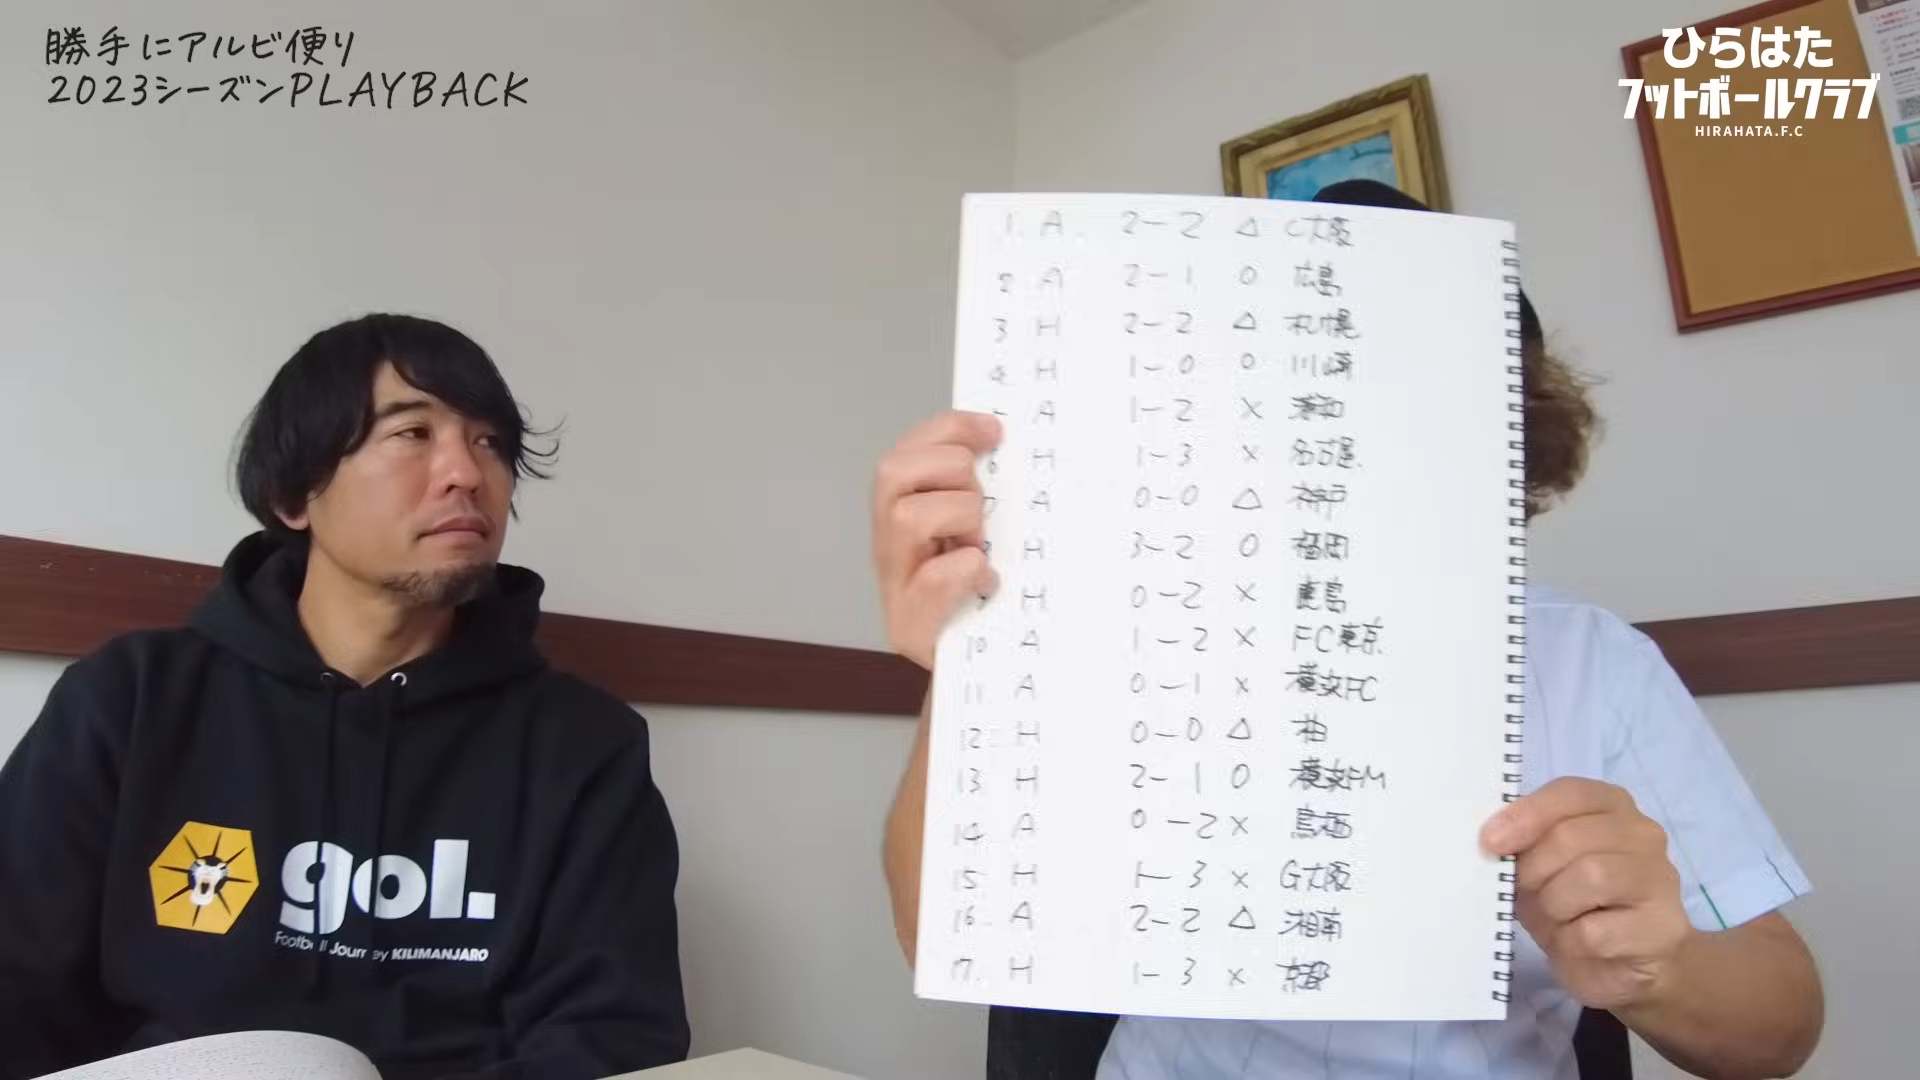 勝手にアルビ便り
2023シーズンPLAYBACK
ひらはた
フットボールクラブ
HIRAHATA.F.C
1. A. 2-2 △ C大阪
2 A 2-1 ○ 広島
3 H 2-2 △ 札幌
4 H 1-0 ○ 川崎
A 1-2 × 浦和
6 H 1-3 × 名古屋
7 A 0-0 △ 神戸
8 H 3-2 ○ 福岡
9 H 0-2 × 鹿島
10 A 1-2 × FC東京
11 A 0-1 × 横浜FC
12 H 0-0 △ 柏
13 H 2-1 ○ 横浜FM
14 A 0-2 × 鳥栖
15 H 1-3 × G大阪
16 A 2-2 △ 湘南
17. H 1-3 × 京都
gol.
Football Journey KILIMANJARO